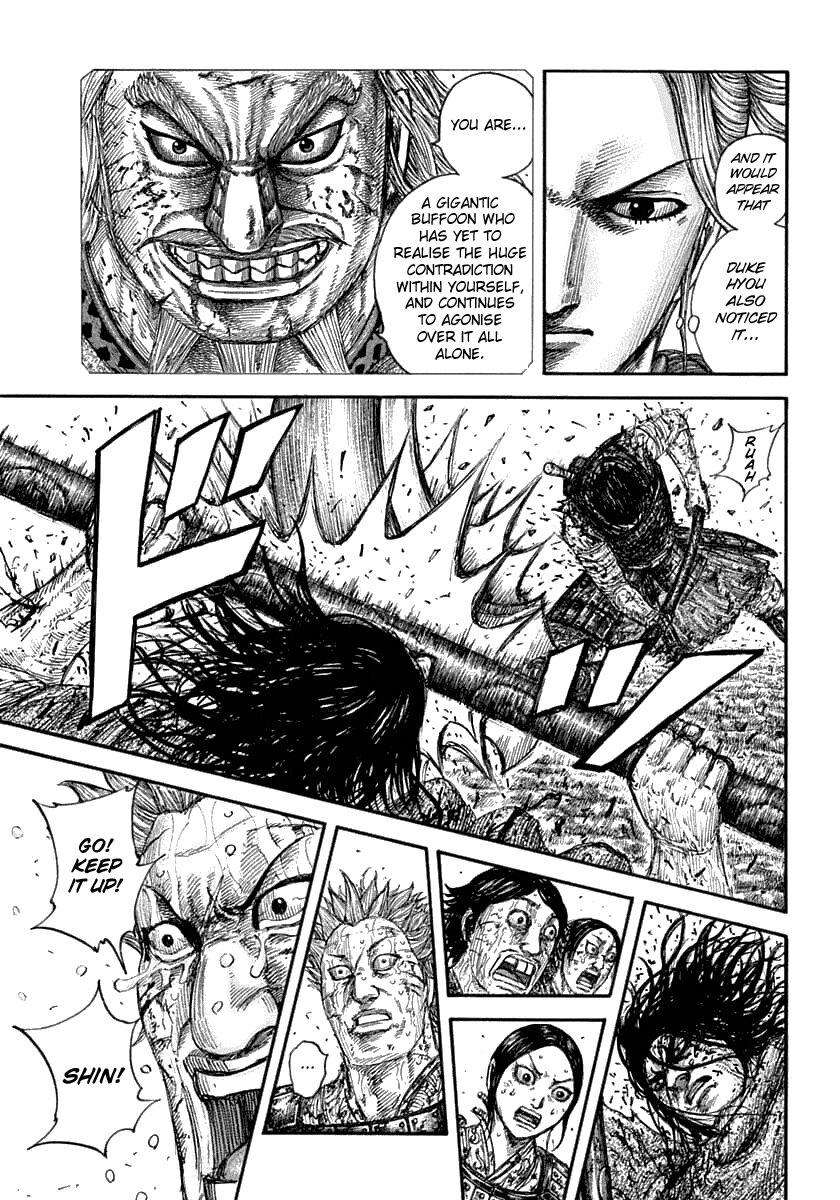 AND IT
WOULD
APPEAR
THAT
DUKE
HYOU
ALSO
NOTICED
IT...
YOU ARE...
A GIGANTIC
BUFFOON WHO
HAS YET TO
REALISE THE HUGE
CONTRADICTION
WITHIN YOURSELF,
AND CONTINUES
TO AGONISE
OVER IT ALL
ALONE.
RUAH
ドドッ
...
GO!
KEEP
IT UP!
SHIN!